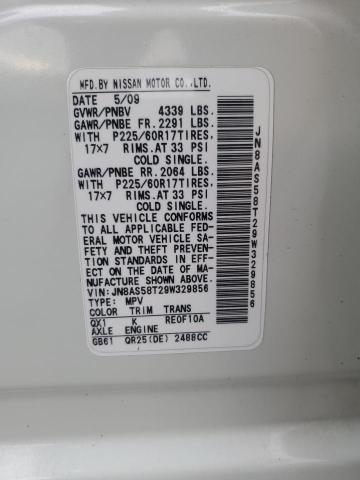 MFD.BY NISSAN MOTOR CO.,LTD.
DATE 5/09
GVWR/PNBV 4339 LBS.
GAWR/PNBE FR. 2291 LBS.
WITH P225/60R17TIRES,
17×7 RIMS.AT 33 PSI
COLD SINGLE.
GAWR/PNBE RR. 2064 LBS.
WITH P225/60R17TIRES,
17×7 RIMS.AT 33 PSI
COLD SINGLE.
THIS VEHICLE CONFORMS
TO ALL APPLICABLE FED-
ERAL MOTOR VEHICLE SA-
FETY AND THEFT PREVEN-
TION STANDARDS IN EFF-
ECT ON THE DATE OF MA-
NUFACTURE SHOWN ABOVE.
VIN:JN8AS58T29W329856
TYPE: MPV
COLOR TRIM TRANS
QX1 K RE0F10A
AXLE ENGINE
GB61 QR25(DE) 2488CC
JN8AS58T29W329856